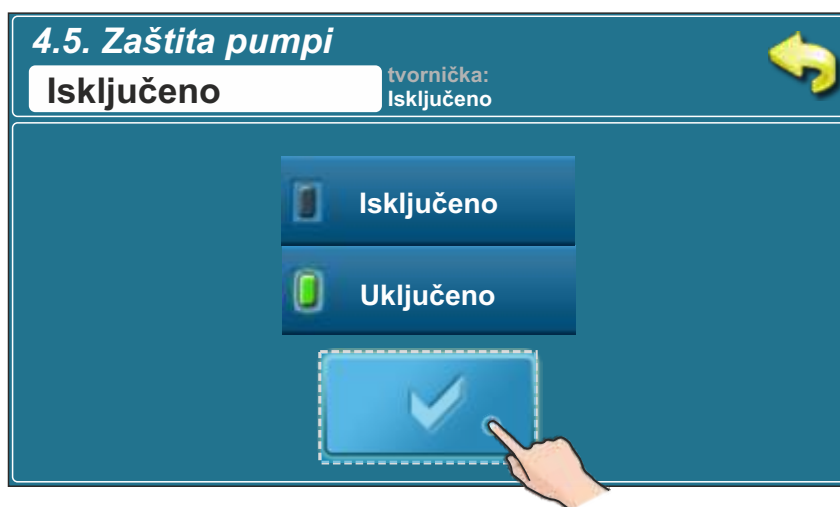 4.5. Zaštita pumpi
Isključeno
tvornička:
Isključeno
Isključeno
Uključeno